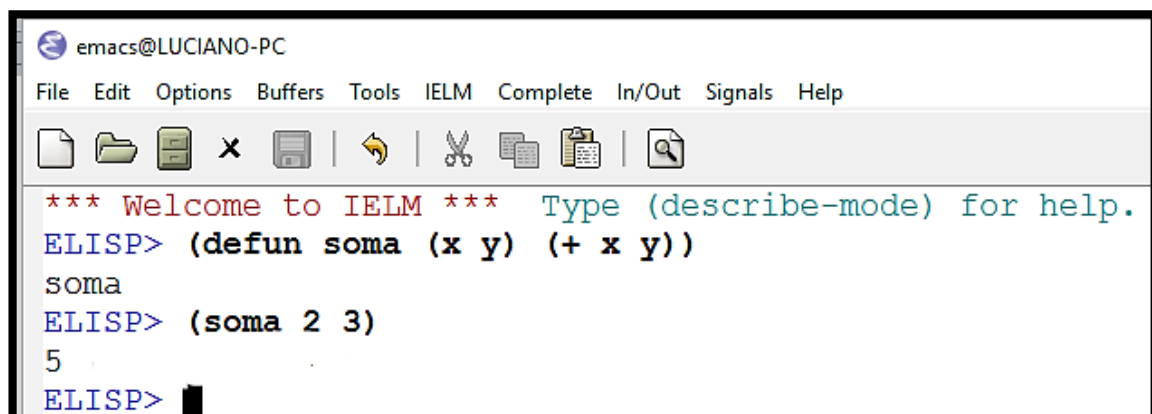 emacs@LUCIANO-PC
File Edit Options Buffers Tools IELM Complete In/Out Signals Help
*** Welcome to IELM *** Type (describe-mode) for help.
ELISP> (defun soma (x y) (+ x y))
soma
ELISP> (soma 2 3)
5
ELISP>